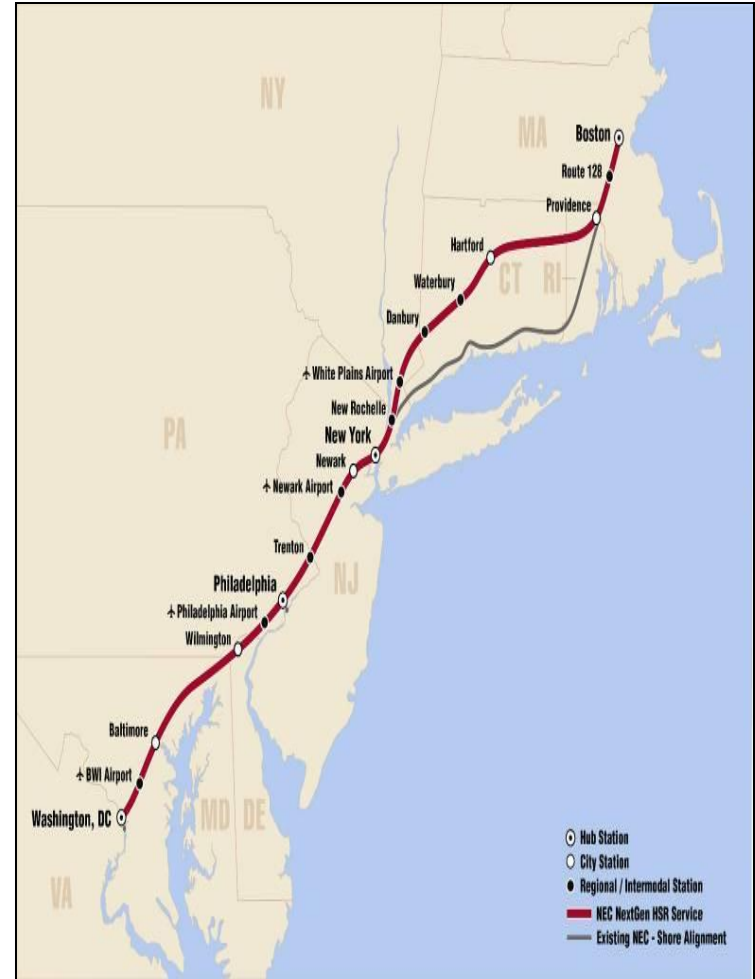 NY
MA
Boston
Route 128
Providence
Hartford
CT
RI
Waterbury
Danbury
White Plains Airport
New Rochelle
New York
PA
Newark
Newark Airport
Trenton
NJ
Philadelphia
Philadelphia Airport
Wilmington
Baltimore
BWI Airport
Washington, DC
MD
DE
VA
Hub Station
City Station
Regional / Intermodal Station
NEC NextGen HSR Service
Existing NEC - Shore Alignment